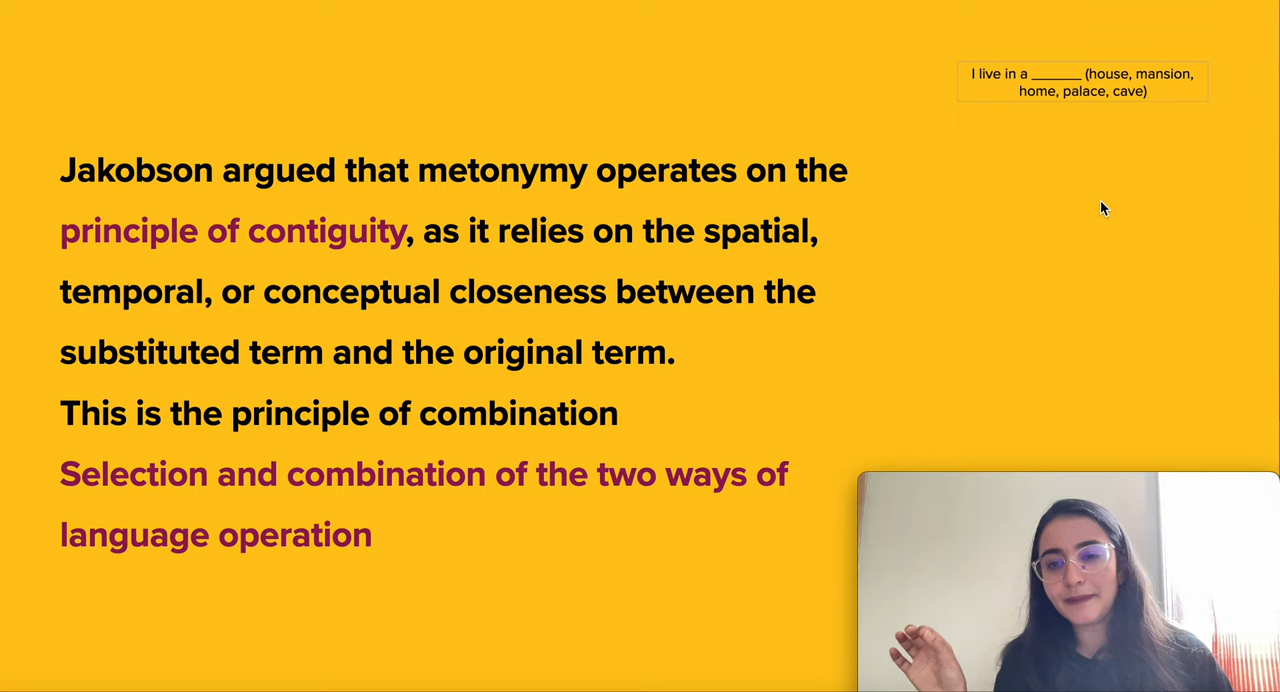 I live in a ______ (house, mansion,
home, palace, cave)
Jakobson argued that metonymy operates on the
principle of contiguity, as it relies on the spatial,
temporal, or conceptual closeness between the
substituted term and the original term.
This is the principle of combination
Selection and combination of the two ways of
language operation